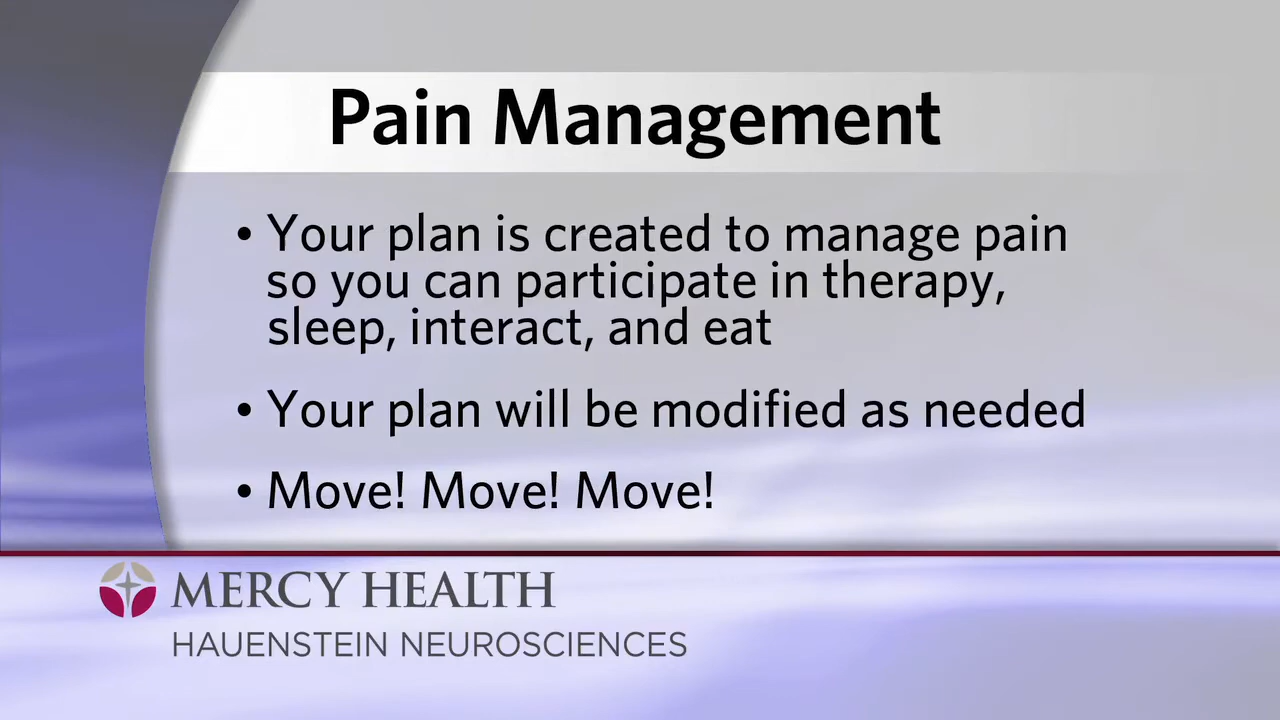 Pain Management
• Your plan is created to manage pain
so you can participate in therapy,
sleep, interact, and eat
• Your plan will be modified as needed
• Move! Move! Move!
MERCY HEALTH
HAUENSTEIN NEUROSCIENCES